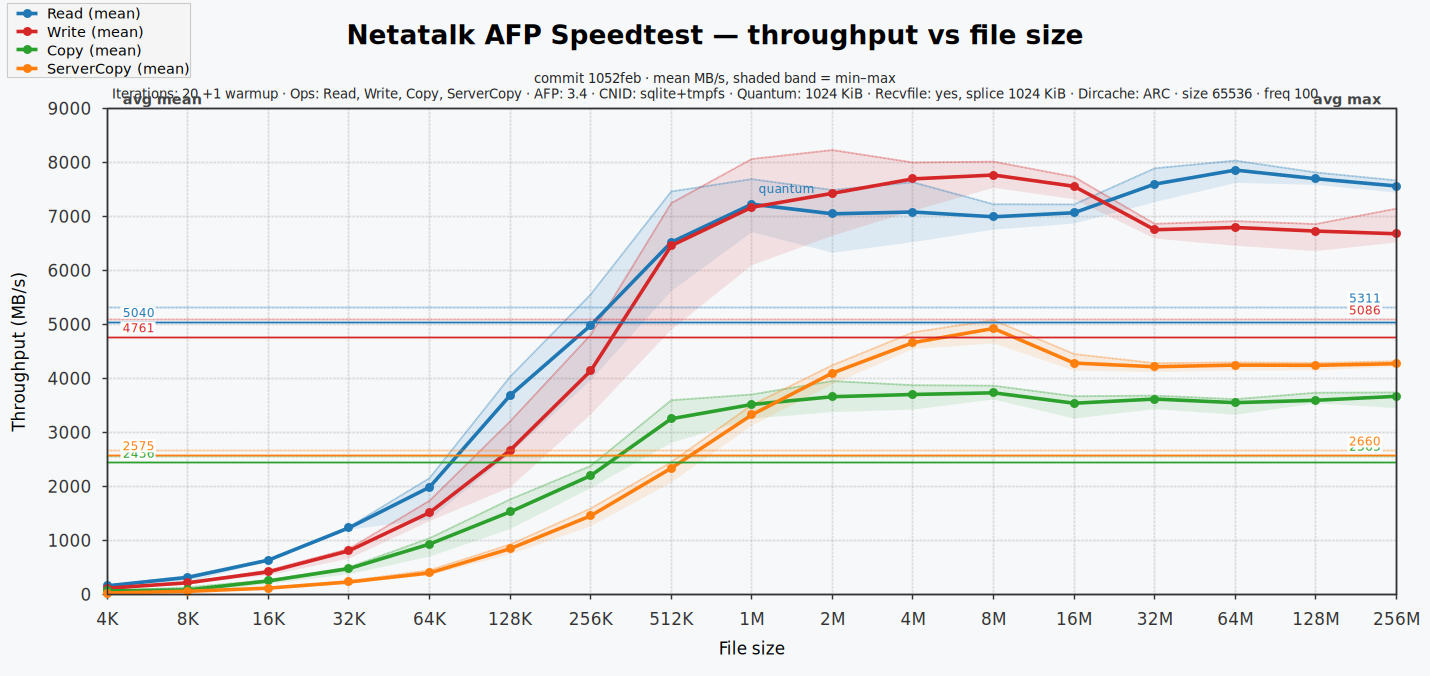 Read (mean)
Write (mean)
Copy (mean)
ServerCopy (mean)
Netatalk AFP Speedtest — throughput vs file size
commit 1052feb · mean MB/s, shaded band = min–max
Iterations: 20 +1 warmup · Ops: Read, Write, Copy, ServerCopy · AFP: 3.4 · CNID: sqlite+tmpfs · Quantum: 1024 KiB · Recvfile: yes, splice 1024 KiB · Dircache: ARC · size 65536 · freq 100
avg mean
avg max
9000
8000
7000
6000
5000
4000
3000
2000
1000
0
Throughput (MB/s)
quantum
5040
4761
2575
2436
5311
5086
2660
4K 8K 16K 32K 64K 128K 256K 512K 1M 2M 4M 8M 16M 32M 64M 128M 256M
File size